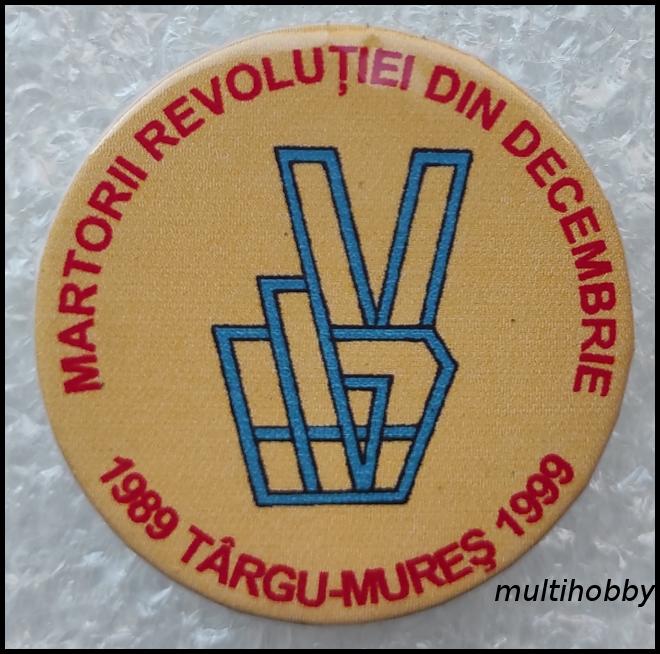 MARTORII REVOLUȚIEI DIN DECEMBRIE
1989 TÂRGU-MUREȘ 1999
multihobby